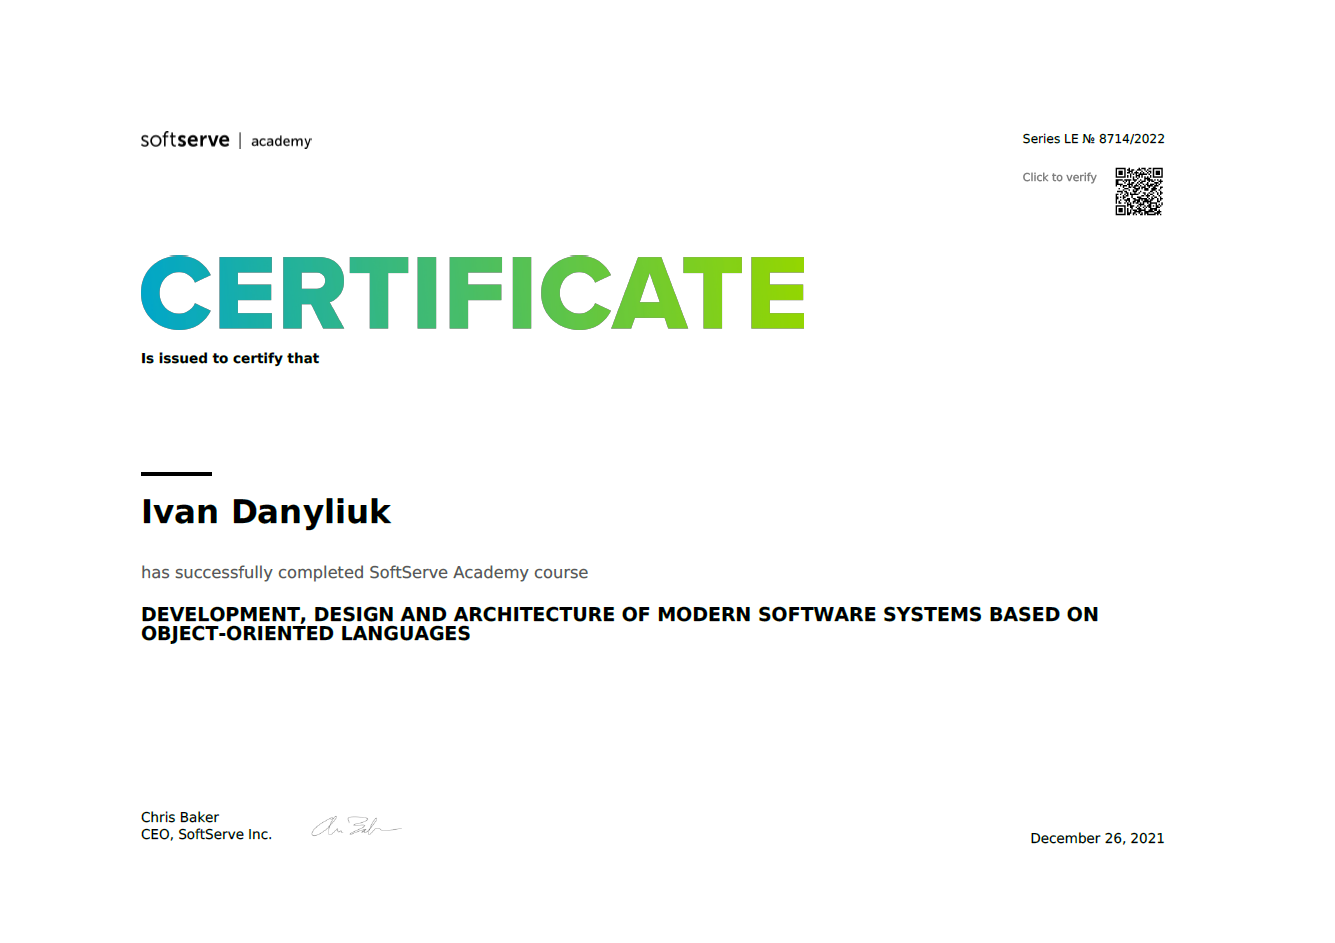 softserve | academy
Series LE № 8714/2022
Click to verify
CERTIFICATE
Is issued to certify that
Ivan Danyliuk
has successfully completed SoftServe Academy course
DEVELOPMENT, DESIGN AND ARCHITECTURE OF MODERN SOFTWARE SYSTEMS BASED ON
OBJECT-ORIENTED LANGUAGES
Chris Baker
CEO, SoftServe Inc.
December 26, 2021